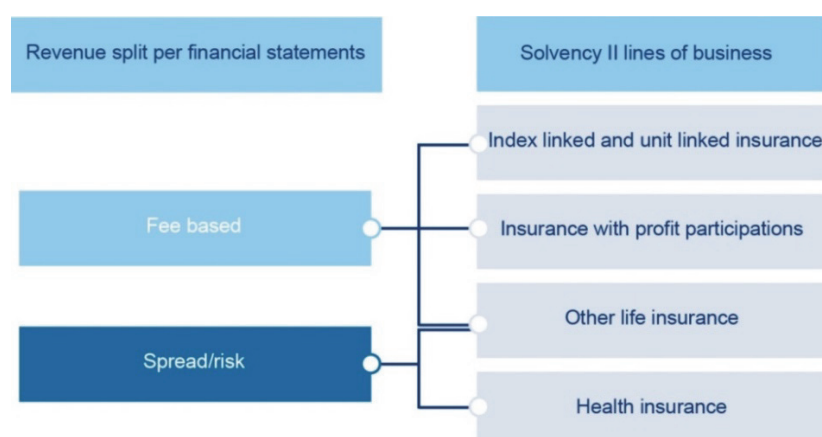 Revenue split per financial statements
Solvency II lines of business
Index linked and unit linked insurance
Fee based
Insurance with profit participations
Other life insurance
Spread/risk
Health insurance